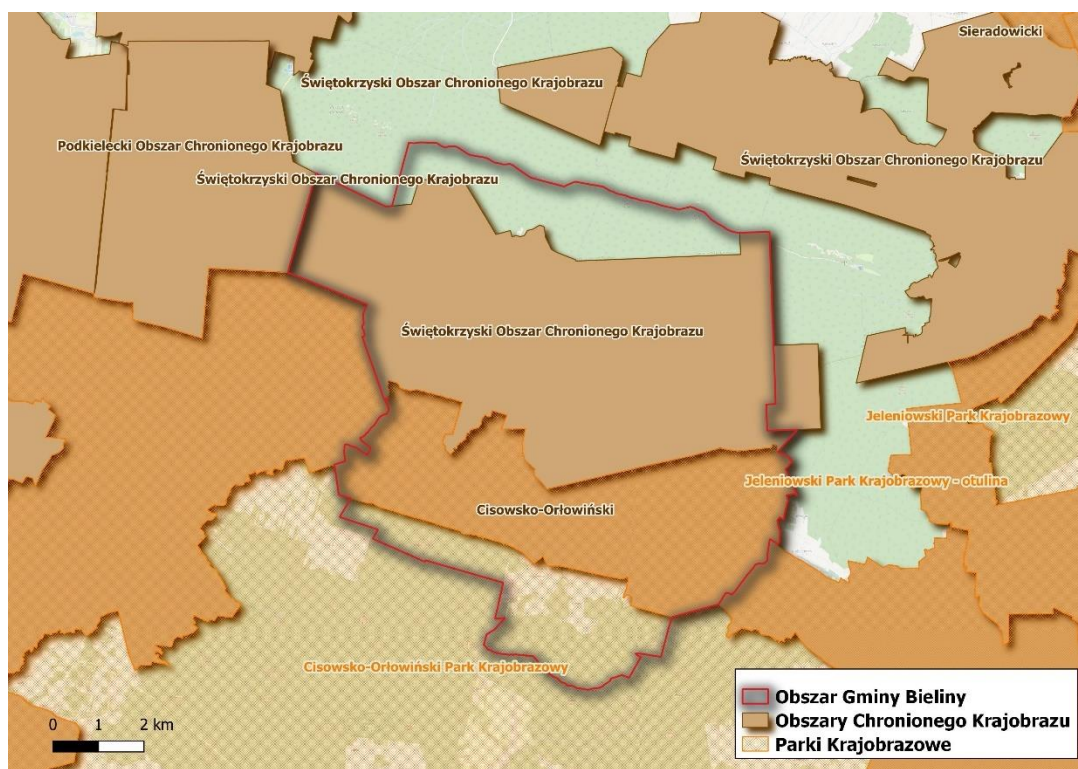 Sieradowicki
Świętokrzyski Obszar Chronionego Krajobrazu
Podkielecki Obszar Chronionego Krajobrazu
Świętokrzyski Obszar Chronionego Krajobrazu
Świętokrzyski Obszar Chronionego Krajobrazu
Świętokrzyski Obszar Chronionego Krajobrazu
Jeleniowski Park Krajobrazowy
Jeleniowski Park Krajobrazowy - otulina
Cisowsko-Orłowiński
Cisowsko-Orłowiński Park Krajobrazowy
0 1 2 km
Obszar Gminy Bieliny
Obszary Chronionego Krajobrazu
Parki Krajobrazowe